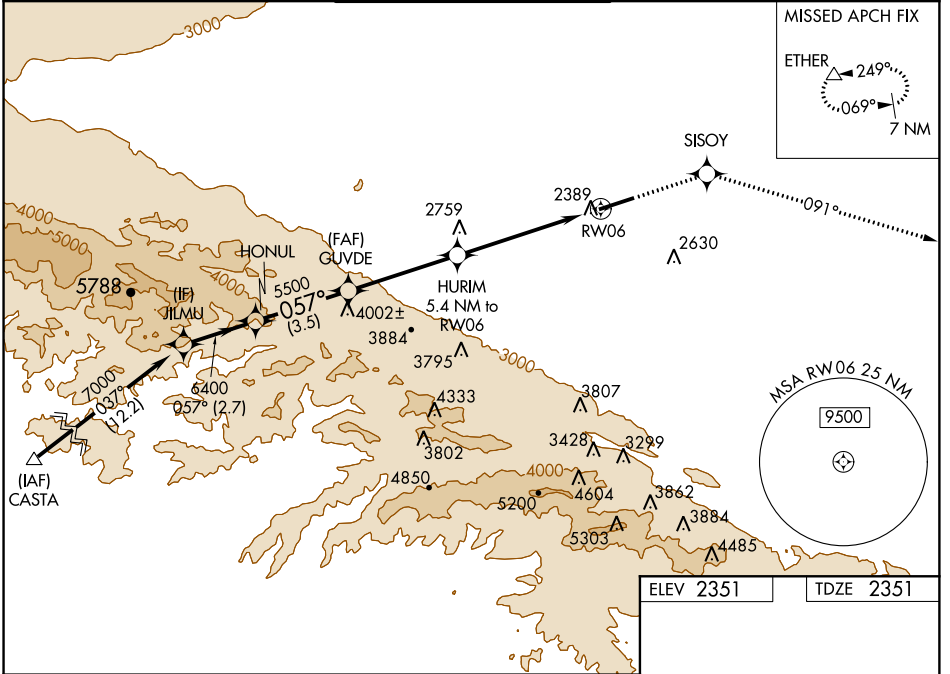 MISSED APCH FIX
ETHER
249°
069°
7 NM
3000
SISOY
091°
2389
RW06
2630
2759
(FAF)
GUVDE
HONUL
HURIM
5.4 NM to
RW06
4000
5000
4000
5788
(IF)
JILMU
5500
057°
(3.5)
4002±
3884
3795
3000
6400
057° (2.7)
7000
037°
(12.2)
(IAF)
CASTA
4333
3802
3807
3428
3299
4850
4000
5200
4604
3862
5303
3884
4485
MSA RW06 25 NM
9500
ELEV 2351
TDZE 2351